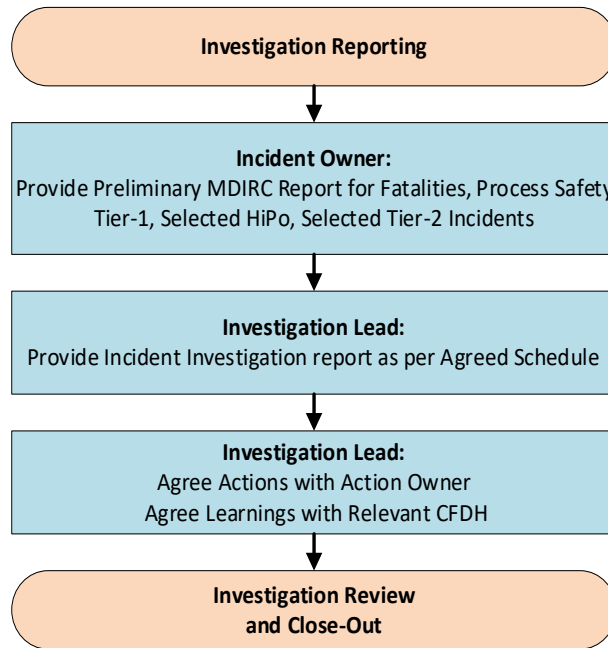 Investigation Reporting
Incident Owner:
Provide Preliminary MDIRC Report for Fatalities, Process Safety
Tier-1, Selected HiPo, Selected Tier-2 Incidents
Investigation Lead:
Provide Incident Investigation report as per Agreed Schedule
Investigation Lead:
Agree Actions with Action Owner
Agree Learnings with Relevant CFDH
Investigation Review
and Close-Out